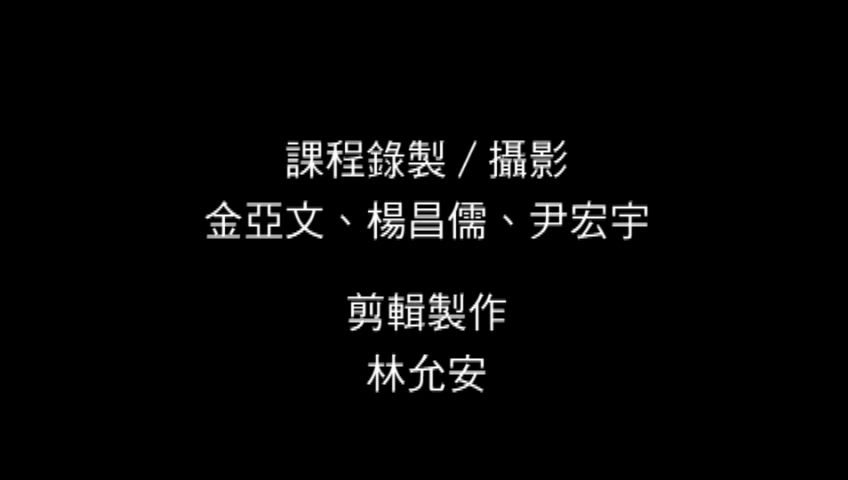 課程錄製 / 攝影
金亞文、楊昌儒、尹宏宇
剪輯製作
林允安